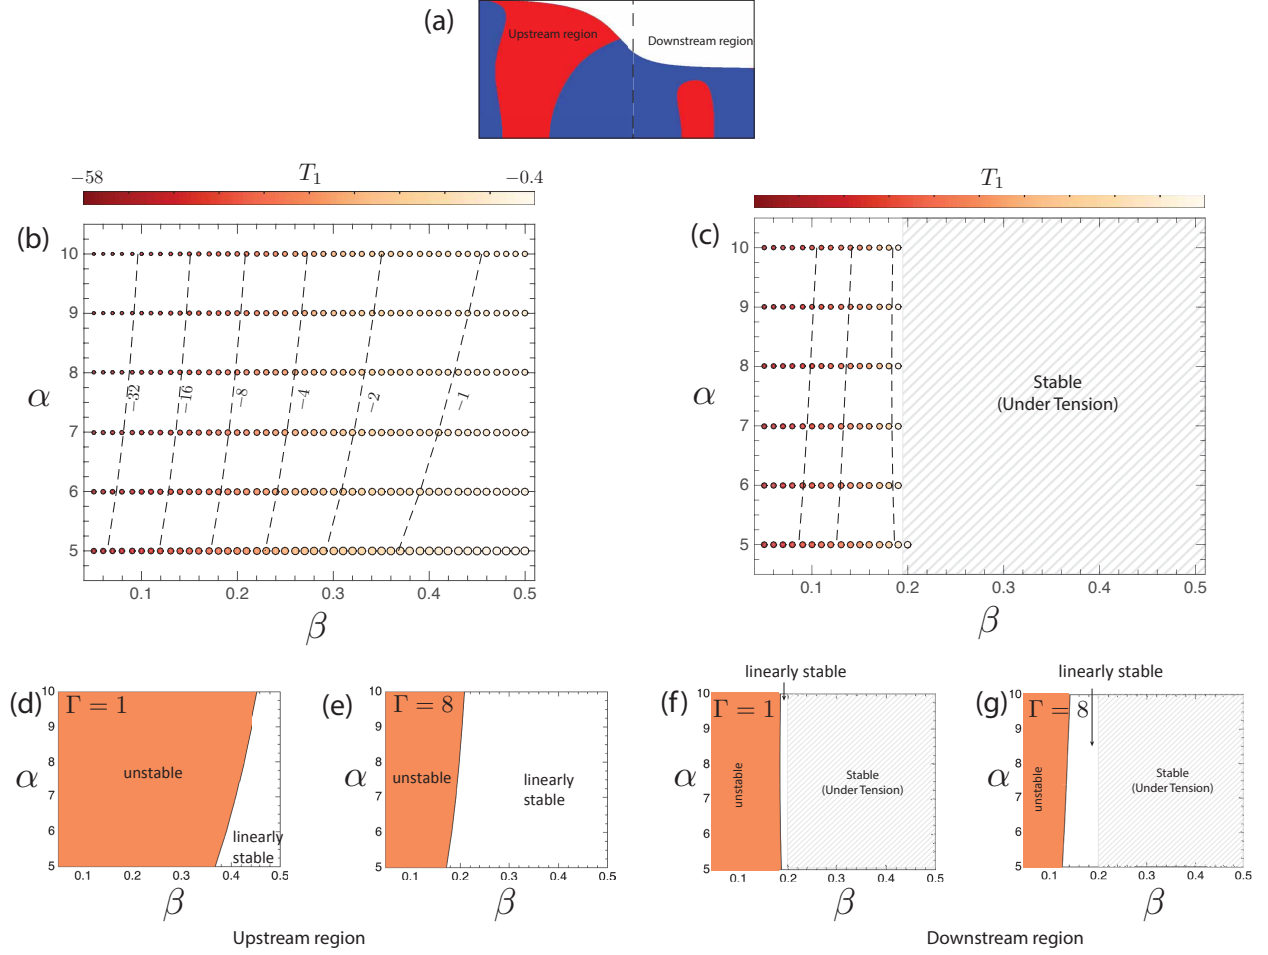 (a)
Upstream region
Downstream region
−58
T₁
−0.4
T₁
(b)
10
9
8
7
6
5
α
−32
−16
−8
−4
−2
−1
0.1
0.2
0.3
0.4
0.5
β
(c)
10
9
8
7
6
5
α
Stable
(Under Tension)
0.1
0.2
0.3
0.4
0.5
β
(d)
Γ = 1
10
9
8
7
6
5
α
unstable
linearly
stable
0.1
0.2
0.3
0.4
0.5
β
(e)
Γ = 8
10
9
8
7
6
5
α
unstable
linearly
stable
0.1
0.2
0.3
0.4
0.5
β
linearly stable
(f)
Γ = 1
10
9
8
7
6
5
α
unstable
Stable
(Under Tension)
0.1
0.2
0.3
0.4
0.5
β
linearly stable
(g)
Γ = 8
10
9
8
7
6
5
α
unstable
Stable
(Under Tension)
0.1
0.2
0.3
0.4
0.5
β
Upstream region
Downstream region